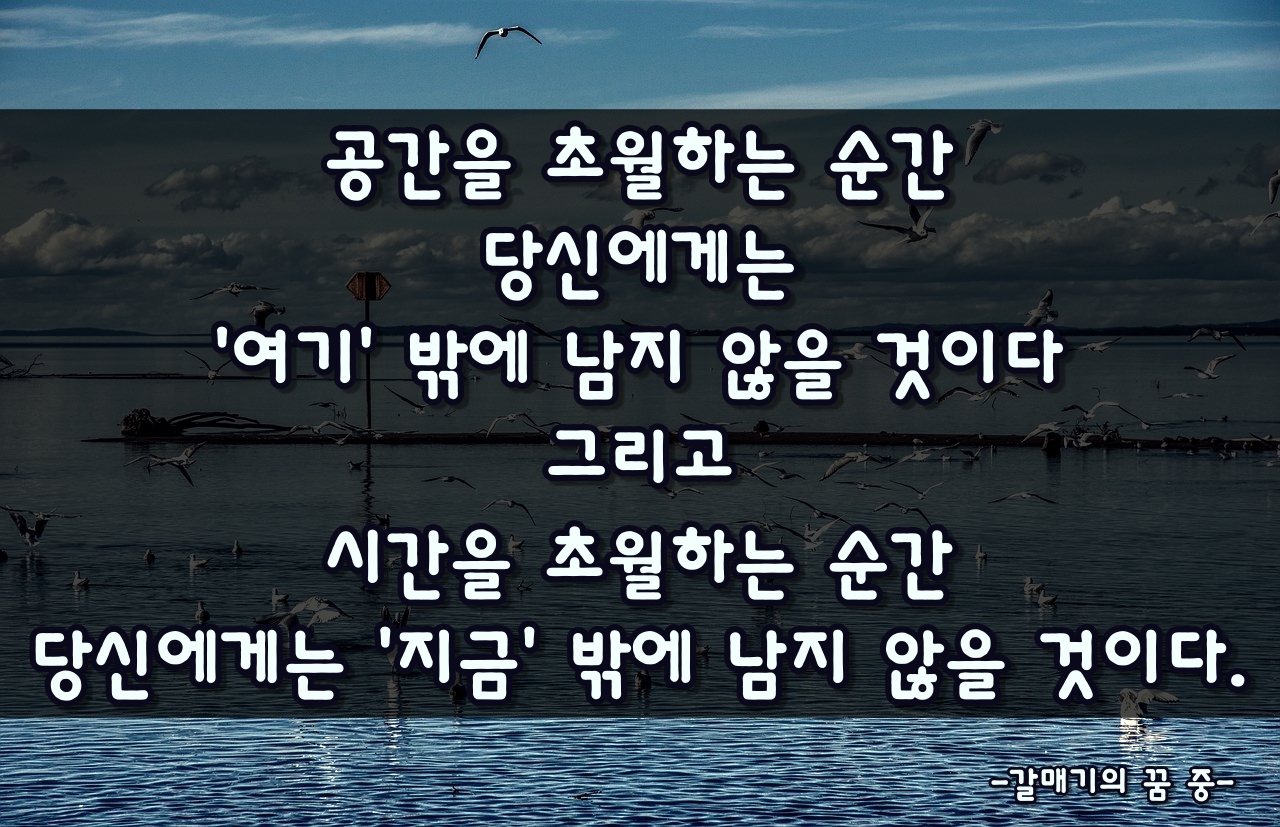 공간을 초월하는 순간
당신에게는
'여기' 밖에 남지 않을 것이다
그리고
시간을 초월하는 순간
당신에게는 '지금' 밖에 남지 않을 것이다.
-갈매기의 꿈 중-